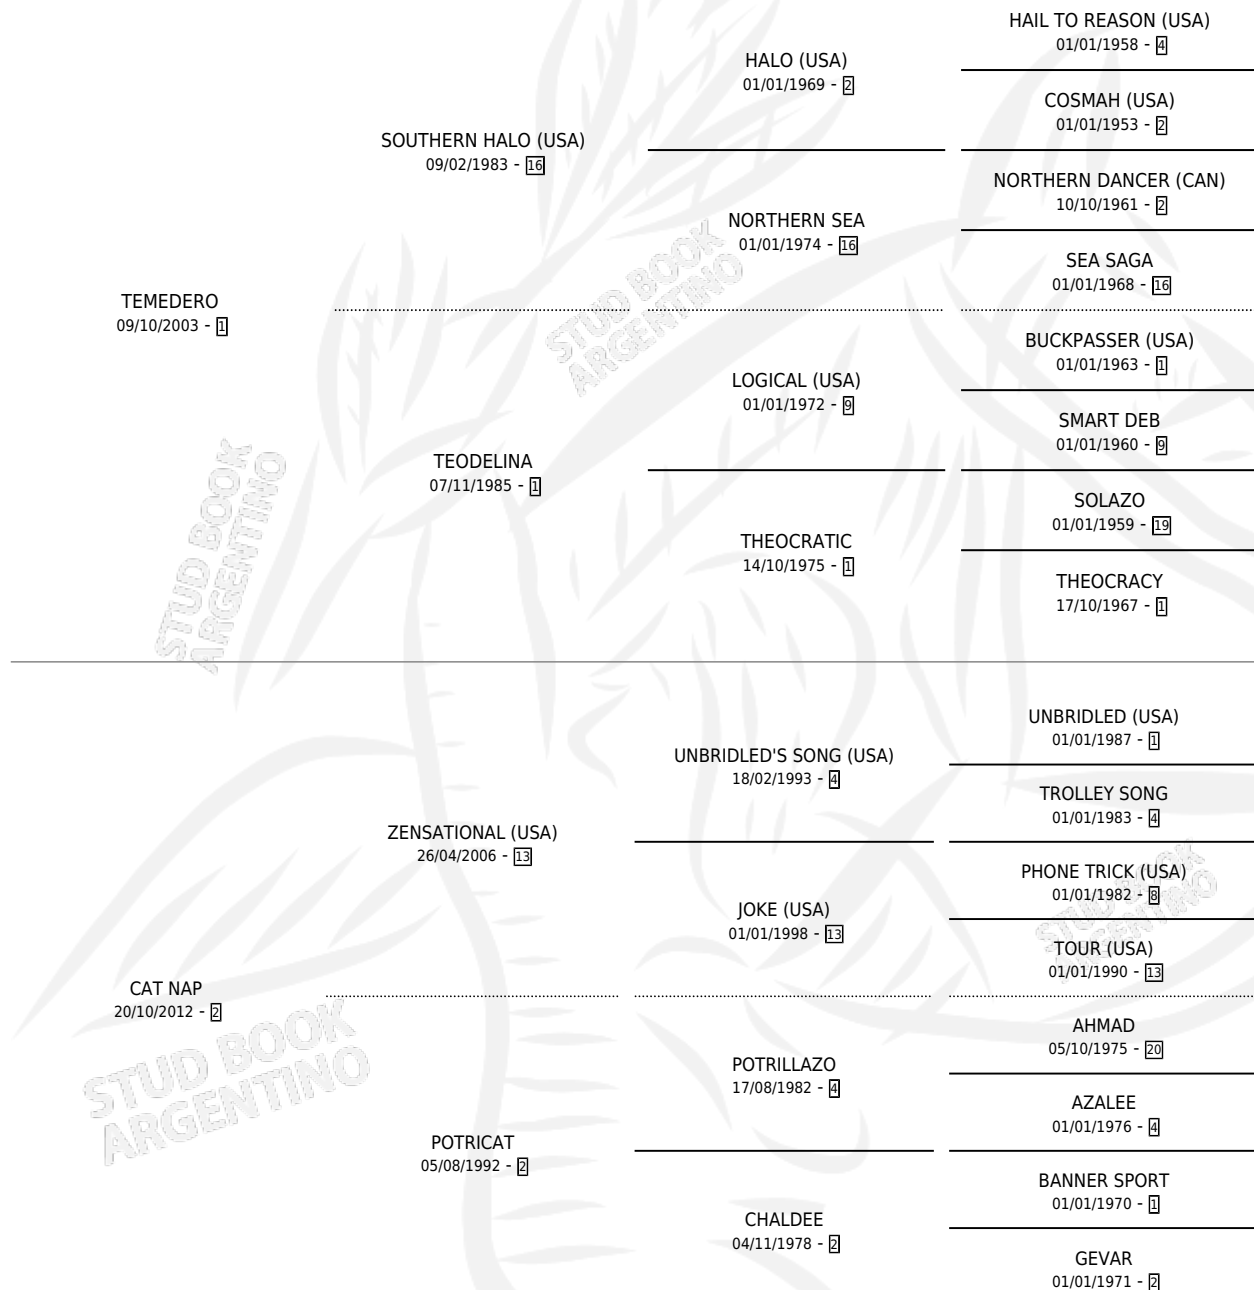 HAIL TO REASON (USA)
01/01/1958 - 4
HALO (USA)
01/01/1969 - 2
COSMAH (USA)
01/01/1953 - 2
SOUTHERN HALO (USA)
09/02/1983 - 16
NORTHERN DANCER (CAN)
10/10/1961 - 2
NORTHERN SEA
01/01/1974 - 16
SEA SAGA
01/01/1968 - 16
TEMEDERO
09/10/2003 - 1
BUCKPASSER (USA)
01/01/1963 - 1
LOGICAL (USA)
01/01/1972 - 9
SMART DEB
01/01/1960 - 9
TEODELINA
07/11/1985 - 1
SOLAZO
01/01/1959 - 19
THEOCRATIC
14/10/1975 - 1
THEOCRACY
17/10/1967 - 1
UNBRIDLED (USA)
01/01/1987 - 1
UNBRIDLED'S SONG (USA)
18/02/1993 - 4
TROLLEY SONG
01/01/1983 - 4
ZENSATIONAL (USA)
26/04/2006 - 13
PHONE TRICK (USA)
01/01/1982 - 8
JOKE (USA)
01/01/1998 - 13
TOUR (USA)
01/01/1990 - 13
CAT NAP
20/10/2012 - 2
AHMAD
05/10/1975 - 20
POTRILLAZO
17/08/1982 - 4
AZALEE
01/01/1976 - 4
POTRICAT
05/08/1992 - 2
BANNER SPORT
01/01/1970 - 1
CHALDEE
04/11/1978 - 2
GEVAR
01/01/1971 - 2
STUD BOOK
ARGENTINO
STUD BOOK
ARGENTINO
STUD BOOK
ARGENTINO
STUD BOOK
ARGENTINO